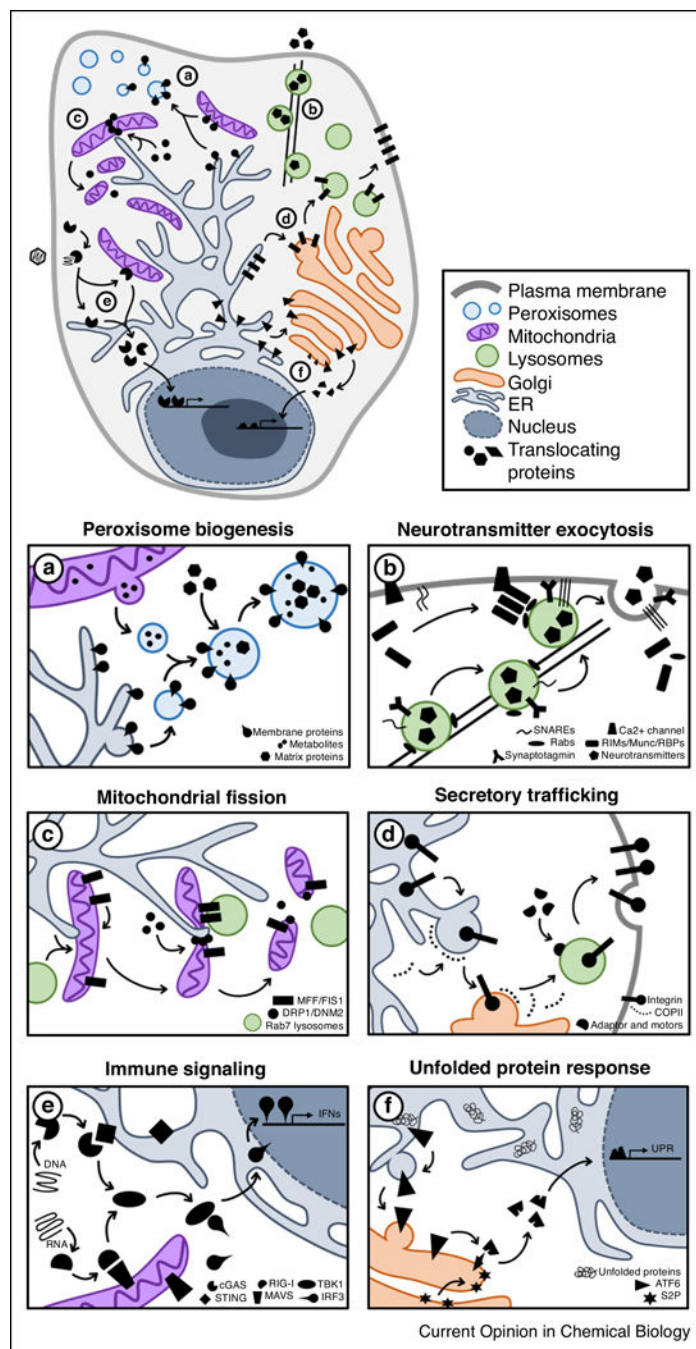 a
b
c
d
e
f
Plasma membrane
Peroxisomes
Mitochondria
Lysosomes
Golgi
ER
Nucleus
Translocating
proteins
Peroxisome biogenesis
a
Membrane proteins
Metabolites
Matrix proteins
Neurotransmitter exocytosis
b
SNAREs
Ca2+ channel
Rabs
RIMs/Munc/RBPs
Synaptotagmin
Neurotransmitters
Mitochondrial fission
c
MFF/FIS1
DRP1/DNM2
Rab7 lysosomes
Secretory trafficking
d
Integrin
COPII
Adaptor and motors
Immune signaling
e
IFNs
DNA
RNA
cGAS
RIG-I
TBK1
STING
MAVS
IRF3
Unfolded protein response
f
UPR
Unfolded proteins
ATF6
S2P
Current Opinion in Chemical Biology